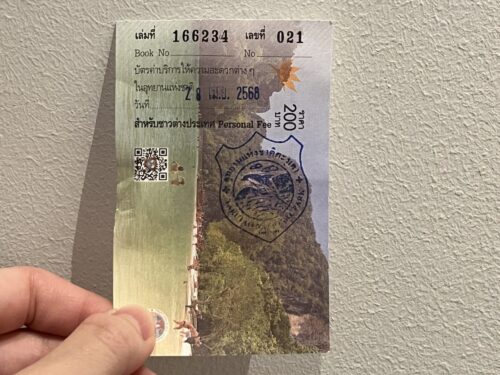 เล่มที่ 166234 เลขที่ 021
Book No No
บัตรค่าบริการให้ความสะดวกต่าง ๆ
ในอุทยานแห่งชาติ
วันที่ 28 เม.ย. 2568
ราคา 200 บาท
สำหรับชาวต่างประเทศ Personal Fee